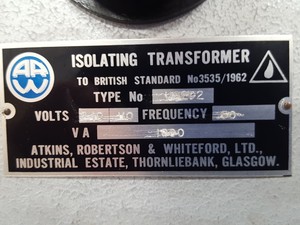 ARW
ISOLATING TRANSFORMER
TO BRITISH STANDARD No3535/1962
TYPE No
VOLTS FREQUENCY
VA
ATKINS, ROBERTSON & WHITEFORD, LTD.,
INDUSTRIAL ESTATE, THORNLIEBANK, GLASGOW.